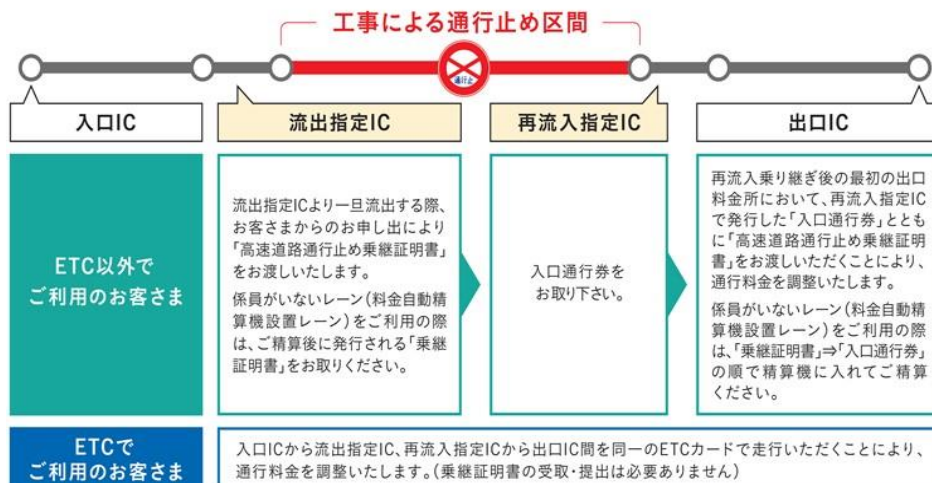 工事による通行止め区間
通行止
入口IC
流出指定IC
再流入指定IC
出口IC
ETC以外で
ご利用のお客さま
流出指定ICより一旦流出する際、
お客さまからのお申し出により
「高速道路通行止め乗継証明書」
をお渡しいたします。
係員がいないレーン(料金自動精
算機設置レーン)をご利用の際
は、ご精算後に発行される「乗継
証明書」をお取りください。
入口通行券を
お取り下さい。
再流入乗り継ぎ後の最初の出口
料金所において、再流入指定IC
で発行した「入口通行券」ととも
に「高速道路通行止め乗継証明
書」をお渡しいただくことにより、
通行料金を調整いたします。
係員がいないレーン(料金自動精
算機設置レーン)をご利用の際
は、「乗継証明書」⇒「入口通行券」
の順で精算機に入れてご精算
ください。
ETCで
ご利用のお客さま
入口ICから流出指定IC、再流入指定ICから出口IC間を同一のETCカードで走行いただくことにより、
通行料金を調整いたします。(乗継証明書の受取・提出は必要ありません)